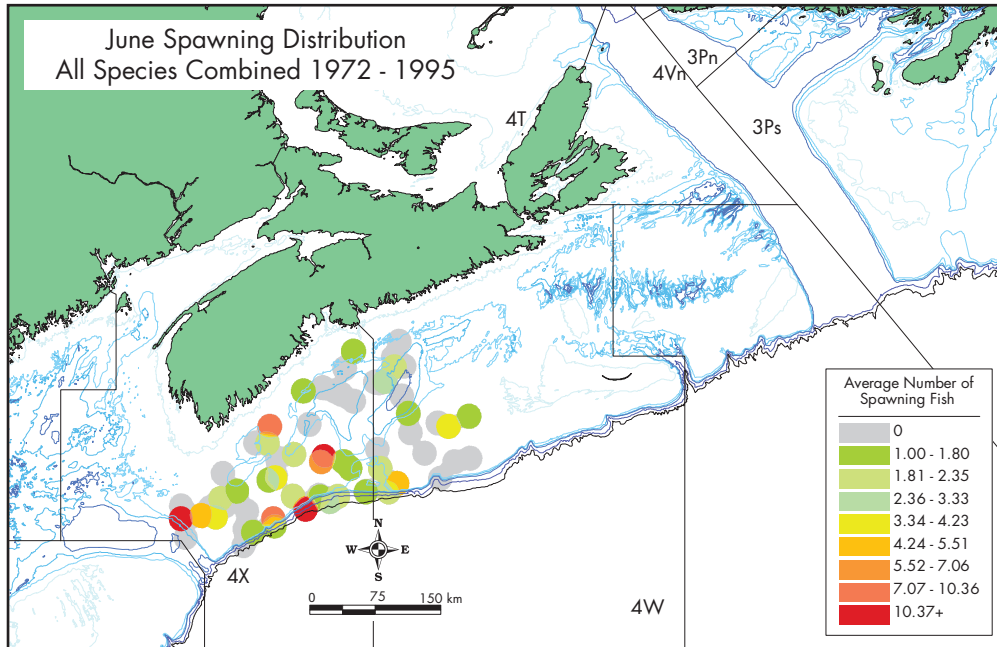 June Spawning Distribution
All Species Combined 1972 - 1995
3Pn
4Vn
4T
3Ps
Average Number of
Spawning Fish
0
1.00 - 1.80
1.81 - 2.35
2.36 - 3.33
3.34 - 4.23
4.24 - 5.51
5.52 - 7.06
7.07 - 10.36
10.37+
N
W E
S
4X
0 75 150 km
4W